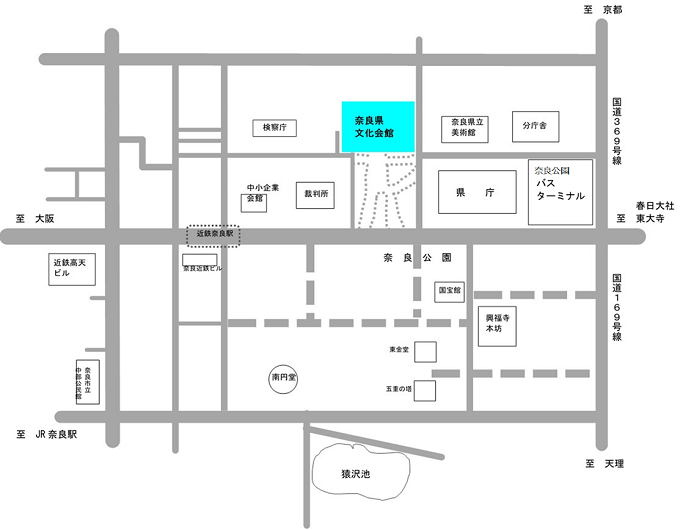 至　京都
国道369号線
奈良県
文化会館
検察庁
奈良県立
美術館
分庁舎
中小企業
会館
裁判所
県　庁
奈良公園
バス
ターミナル
春日大社
至　大阪
至　東大寺
近鉄奈良駅
奈　良　公　園
近鉄高天
ビル
奈良近鉄ビル
国道169号線
国宝館
興福寺
本坊
東金堂
奈良市立
中部公民館
南円堂
五重の塔
至　JR奈良駅
至　天理
猿沢池